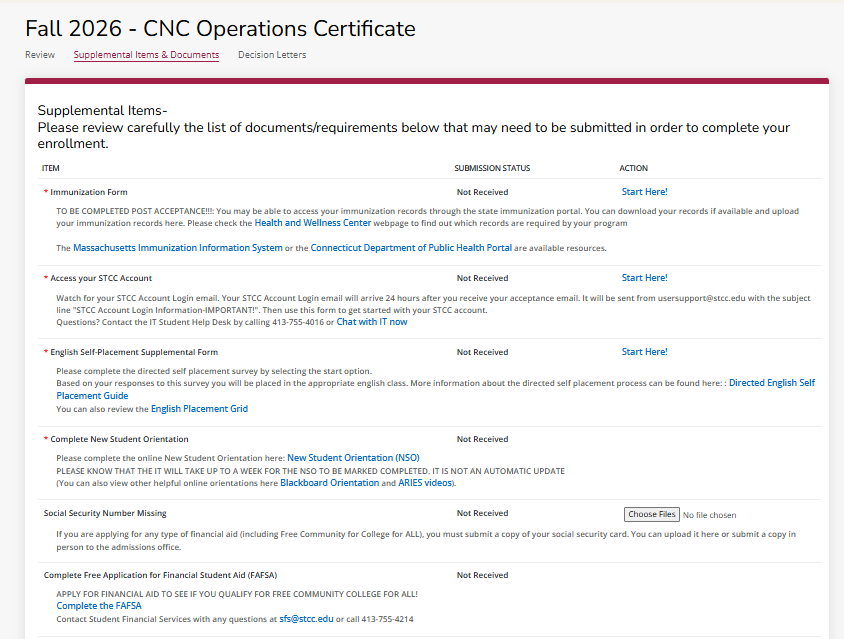 Fall 2026 - CNC Operations Certificate
Review Supplemental Items & Documents Decision Letters
Supplemental Items-
Please review carefully the list of documents/requirements below that may need to be submitted in order to complete your
enrollment.
ITEM SUBMISSION STATUS ACTION
* Immunization Form Not Received Start Here!
TO BE COMPLETED POST ACCEPTANCE!!!: You may be able to access your immunization records through the state immunization portal. You can download your records if available and upload
your immunization records here. Please check the Health and Wellness Center webpage to find out which records are required by your program
The Massachusetts Immunization Information System or the Connecticut Department of Public Health Portal are available resources.
* Access your STCC Account Not Received Start Here!
Watch for your STCC Account Login email. Your STCC Account Login email will arrive 24 hours after you receive your acceptance email. It will be sent from usersupport@stcc.edu with the subject
line "STCC Account Login Information-IMPORTANT!". Then use this form to get started with your STCC account.
Questions? Contact the IT Student Help Desk by calling 413-755-4016 or Chat with IT now
* English Self-Placement Supplemental Form Not Received Start Here!
Please complete the directed self placement survey by selecting the start option.
Based on your responses to this survey you will be placed in the appropriate english class. More information about the directed self placement process can be found here: : Directed English Self
Placement Guide
You can also review the English Placement Grid
* Complete New Student Orientation Not Received
Please complete the online New Student Orientation here: New Student Orientation (NSO)
PLEASE KNOW THAT THE IT WILL TAKE UP TO A WEEK FOR THE NSO TO BE MARKED COMPLETED. IT IS NOT AN AUTOMATIC UPDATE
(You can also view other helpful online orientations here Blackboard Orientation and ARIES videos).
Social Security Number Missing Not Received Choose Files No file chosen
If you are applying for any type of financial aid (including Free Community for College for ALL), you must submit a copy of your social security card. You can upload it here or submit a copy in
person to the admissions office.
Complete Free Application for Financial Student Aid (FAFSA) Not Received
APPLY FOR FINANCIAL AID TO SEE IF YOU QUALIFY FOR FREE COMMUNITY COLLEGE FOR ALL!
Complete the FAFSA
Contact Student Financial Services with any questions at sfs@stcc.edu or call 413-755-4214